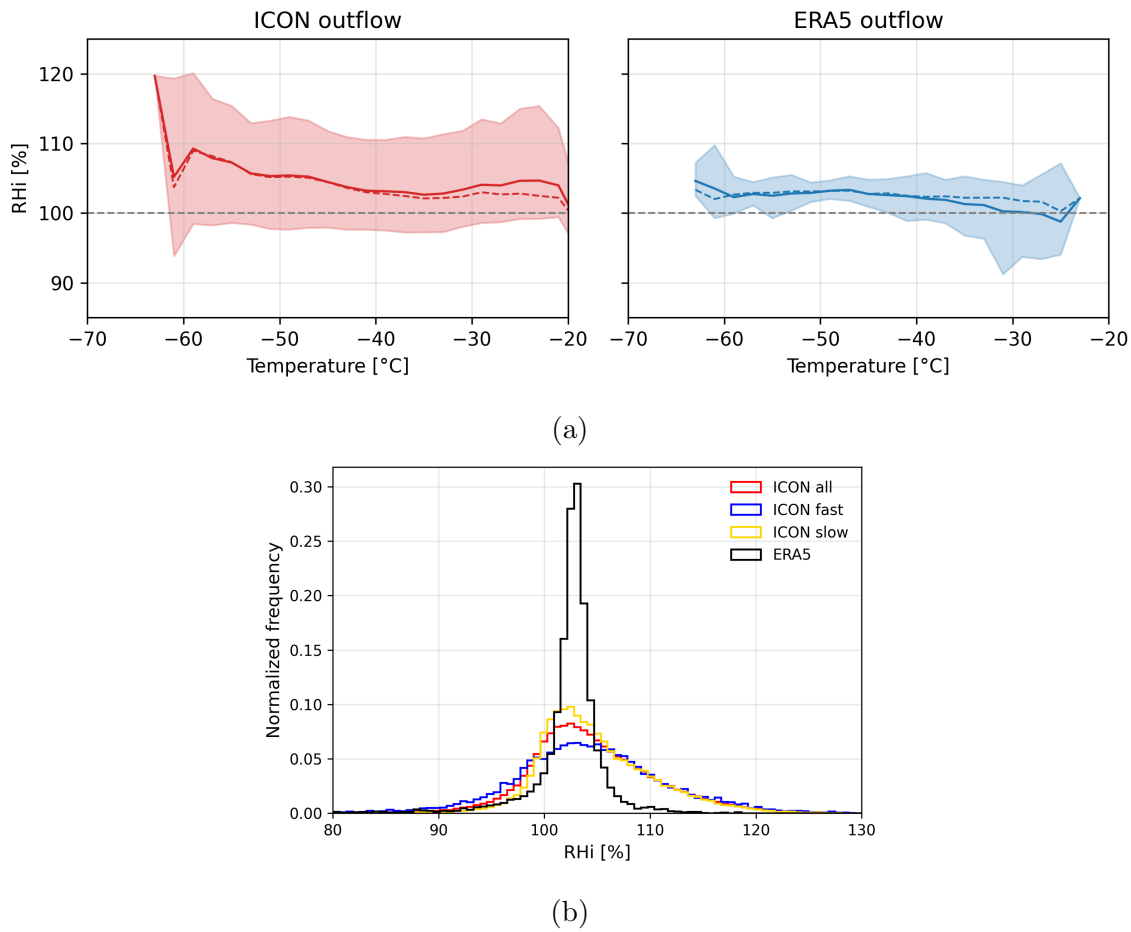 ICON outflow
ERA5 outflow
120
110
100
90
RHi [%]
−70 −60 −50 −40 −30 −20
−70 −60 −50 −40 −30 −20
Temperature [°C]
Temperature [°C]
(a)
0.30
0.25
0.20
0.15
0.10
0.05
0.00
Normalized frequency
ICON all
ICON fast
ICON slow
ERA5
80 90 100 110 120 130
RHi [%]
(b)